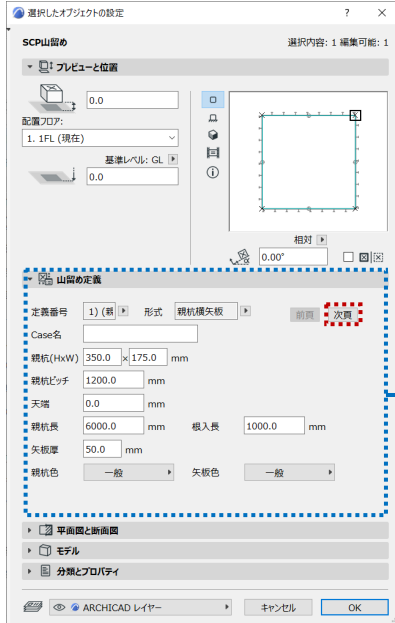 選択したオブジェクトの設定 ? ×
SCP山留め 選択内容: 1 編集可能: 1
プレビューと位置
0.0
配置フロア:
1. 1FL (現在)
基準レベル: GL
0.0
相対
0.00°
山留め定義
定義番号 1) (親 形式 親杭横矢板 前頁 次頁
Case名
親杭(HxW) 350.0 × 175.0 mm
親杭ピッチ 1200.0 mm
天端 0.0 mm
親杭長 6000.0 mm 根入長 1000.0 mm
矢板厚 50.0 mm
親杭色 一般 矢板色 一般
平面図と断面図
モデル
分類とプロパティ
ARCHICAD レイヤー キャンセル OK